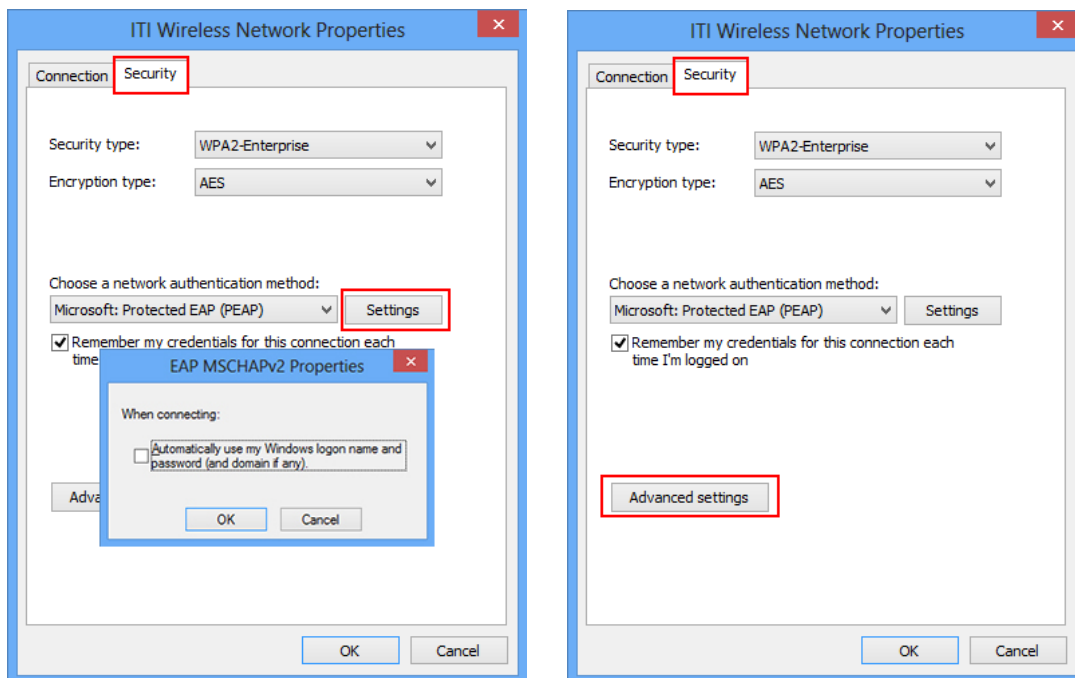 ITI Wireless Network Properties
Connection
Security
Security type:
WPA2-Enterprise
Encryption type:
AES
Choose a network authentication method:
Microsoft: Protected EAP (PEAP)
Settings
Remember my credentials for this connection each
time
EAP MSCHAPv2 Properties
When connecting:
Automatically use my Windows logon name and
password (and domain if any).
OK
Cancel
Adva
OK
Cancel
ITI Wireless Network Properties
Connection
Security
Security type:
WPA2-Enterprise
Encryption type:
AES
Choose a network authentication method:
Microsoft: Protected EAP (PEAP)
Settings
Remember my credentials for this connection each
time I'm logged on
Advanced settings
OK
Cancel